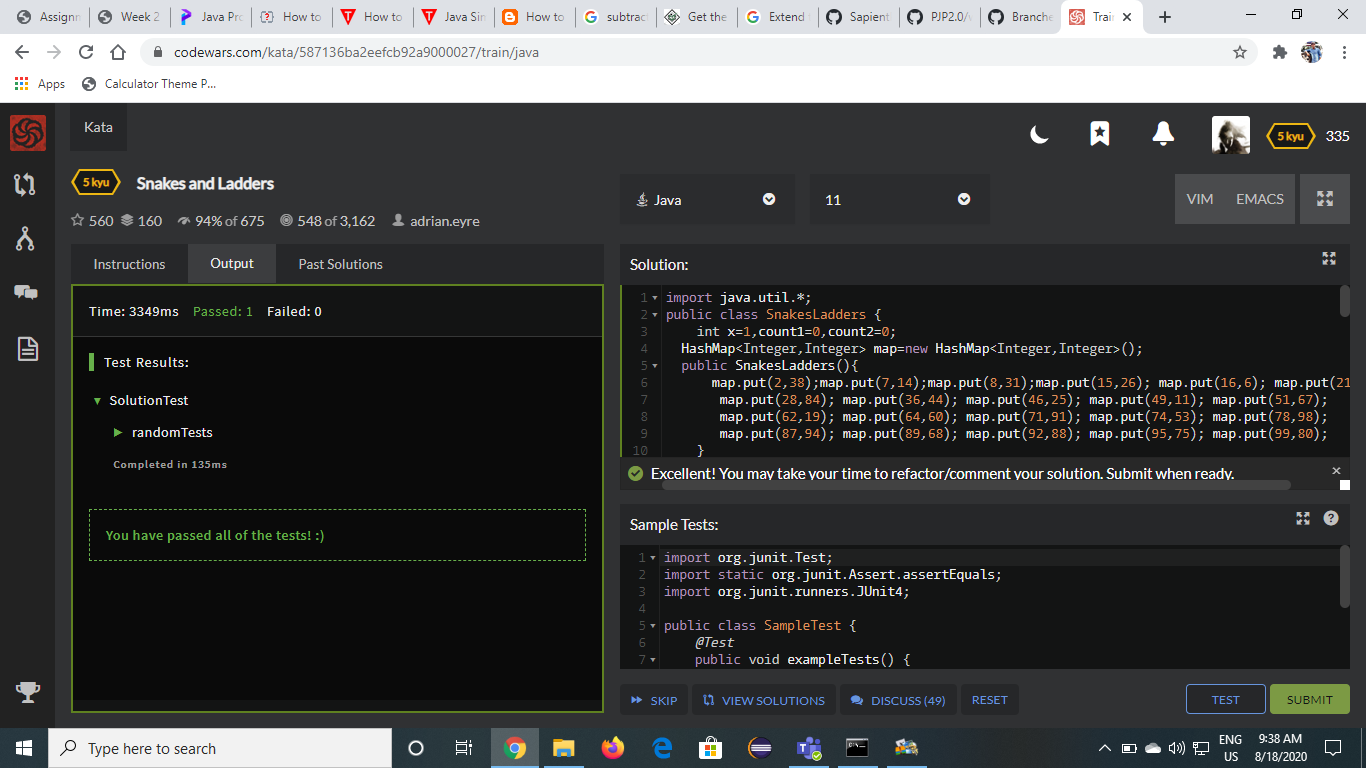 Assignm
Week 2
Java Pro
How to
How to
Java Sin
How to
subtract
Get the
Extend
Sapient
PJP2.0/
Branche
Trai
codewars.com/kata/587136ba2eefcb92a9000027/train/java
Apps
Calculator Theme P...
Kata
5 kyu
335
5 kyu
Snakes and Ladders
560
160
94% of 675
548 of 3,162
adrian.eyre
Java
11
VIM
EMACS
Instructions
Output
Past Solutions
Time: 3349ms
Passed: 1
Failed: 0
Test Results:
SolutionTest
randomTests
Completed in 135ms
You have passed all of the tests! :)
Solution:
1 import java.util.*;
2 public class SnakesLadders {
3 int x=1,count1=0,count2=0;
4 HashMap<Integer,Integer> map=new HashMap<Integer,Integer>();
5 public SnakesLadders(){
6 map.put(2,38);map.put(7,14);map.put(8,31);map.put(15,26); map.put(16,6); map.put(21
7 map.put(28,84); map.put(36,44); map.put(46,25); map.put(49,11); map.put(51,67);
8 map.put(62,19); map.put(64,60); map.put(71,91); map.put(74,53); map.put(78,98);
9 map.put(87,94); map.put(89,68); map.put(92,88); map.put(95,75); map.put(99,80);
10 }
Excellent! You may take your time to refactor/comment your solution. Submit when ready.
Sample Tests:
1 import org.junit.Test;
2 import static org.junit.Assert.assertEquals;
3 import org.junit.runners.JUnit4;
4
5 public class SampleTest {
6 @Test
7 public void exampleTests() {
SKIP
VIEW SOLUTIONS
DISCUSS (49)
RESET
TEST
SUBMIT
Type here to search
ENG
US
9:38 AM
8/18/2020